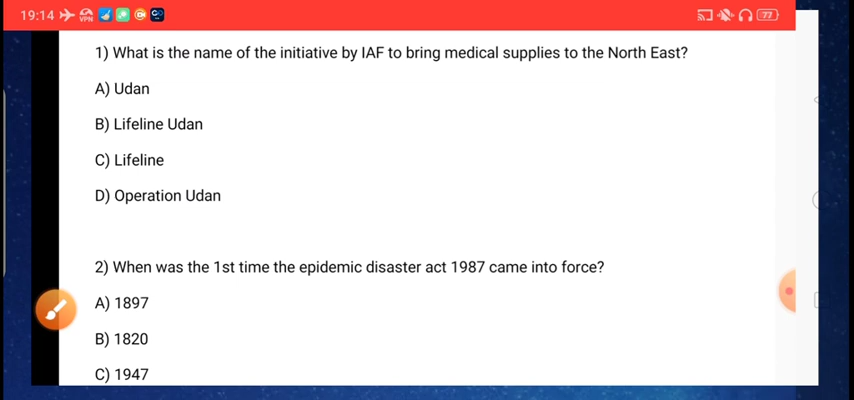 19:14 VPN 77
1) What is the name of the initiative by IAF to bring medical supplies to the North East?
A) Udan
B) Lifeline Udan
C) Lifeline
D) Operation Udan
2) When was the 1st time the epidemic disaster act 1987 came into force?
A) 1897
B) 1820
C) 1947